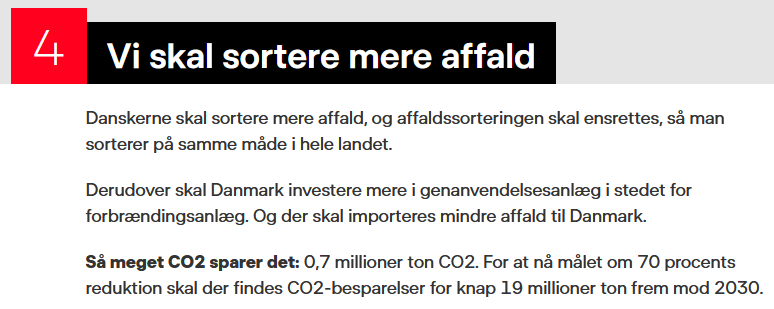 4
Vi skal sortere mere affald
Danskerne skal sortere mere affald, og affaldssorteringen skal ensrettes, så man
sorterer på samme måde i hele landet.
Derudover skal Danmark investere mere i genanvendelsesanlæg i stedet for
forbrændingsanlæg. Og der skal importeres mindre affald til Danmark.
Så meget CO2 sparer det: 0,7 millioner ton CO2. For at nå målet om 70 procents
reduktion skal der findes CO2-besparelser for knap 19 millioner ton frem mod 2030.